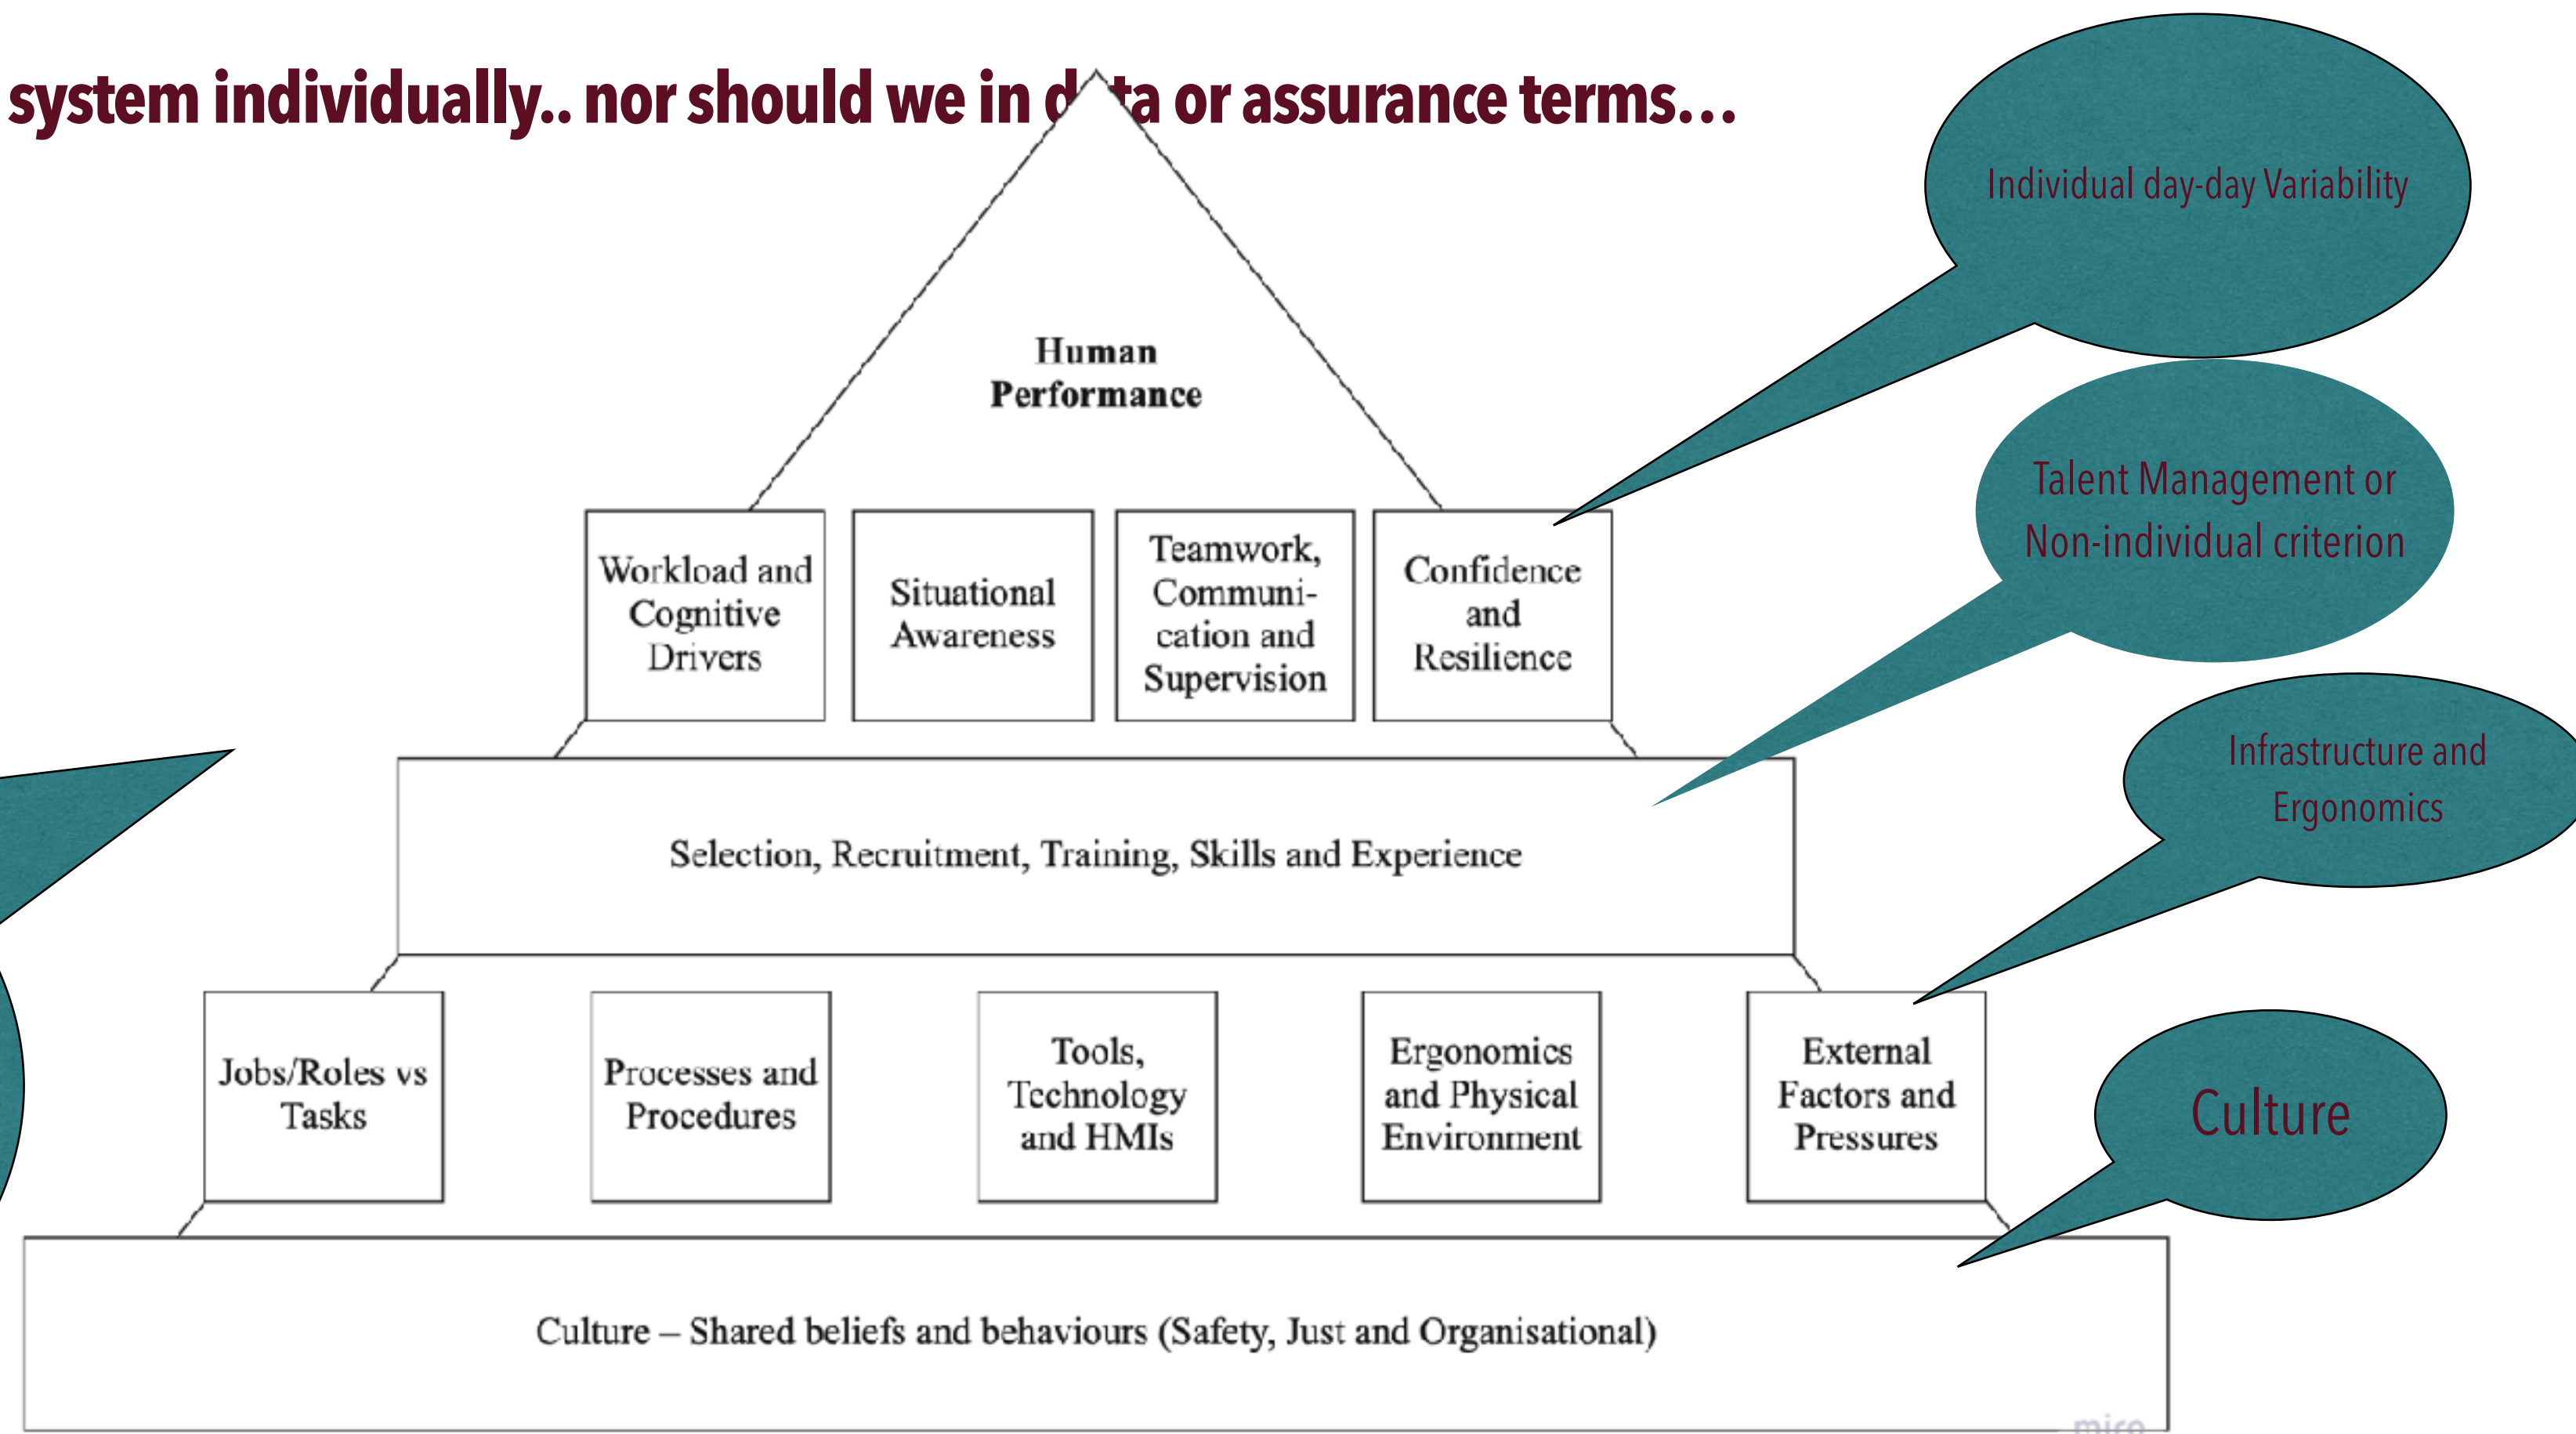 system individually.. nor should we in data or assurance terms...
Individual day-day Variability
Human
Performance
Talent Management or
Non-individual criterion
Workload and
Cognitive
Drivers
Situational
Awareness
Teamwork,
Communi-
cation and
Supervision
Confidence
and
Resilience
Infrastructure and
Ergonomics
Selection, Recruitment, Training, Skills and Experience
Jobs/Roles vs
Tasks
Processes and
Procedures
Tools,
Technology
and HMIs
Ergonomics
and Physical
Environment
External
Factors and
Pressures
Culture
Culture – Shared beliefs and behaviours (Safety, Just and Organisational)
miro